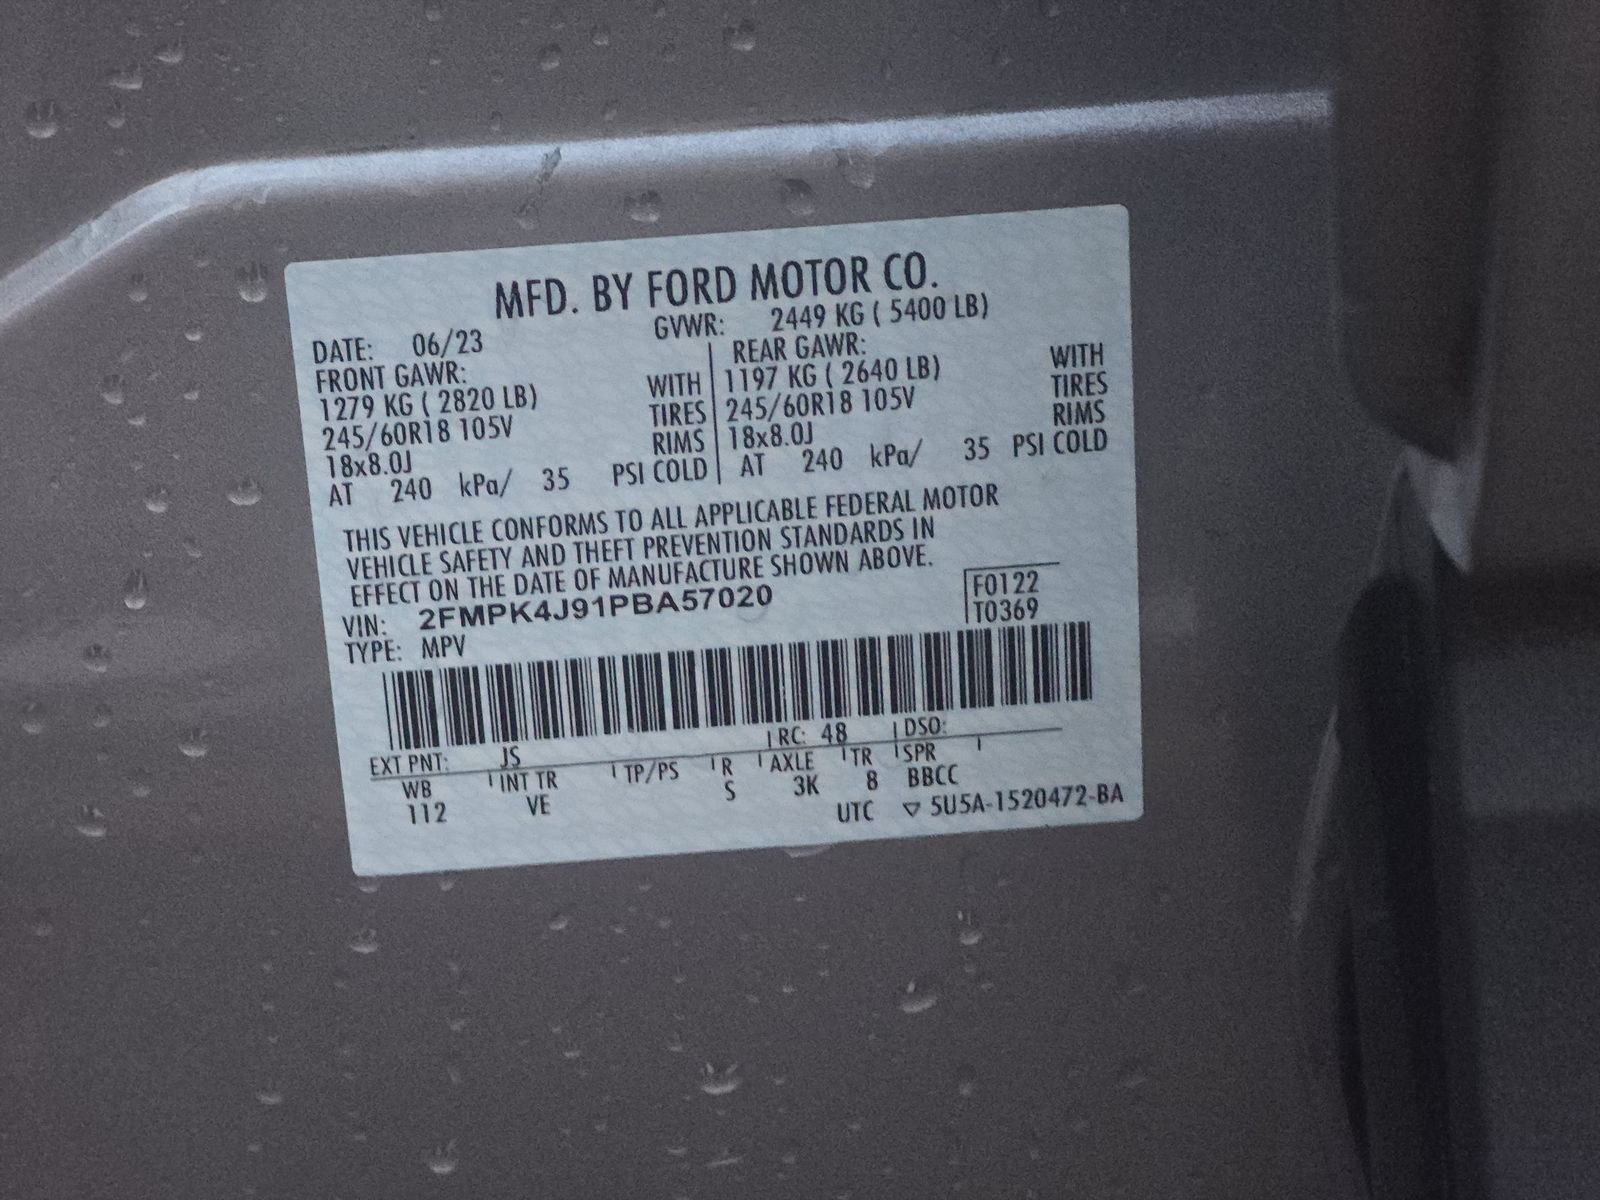 MFD. BY FORD MOTOR CO.
DATE: 06/23 GVWR: 2449 KG ( 5400 LB)
FRONT GAWR: REAR GAWR:
1279 KG ( 2820 LB) WITH 1197 KG ( 2640 LB) WITH
245/60R18 105V TIRES 245/60R18 105V TIRES
18x8.0J RIMS 18x8.0J RIMS
AT 240 kPa/ 35 PSI COLD AT 240 kPa/ 35 PSI COLD
THIS VEHICLE CONFORMS TO ALL APPLICABLE FEDERAL MOTOR
VEHICLE SAFETY AND THEFT PREVENTION STANDARDS IN
EFFECT ON THE DATE OF MANUFACTURE SHOWN ABOVE.
VIN: 2FMPK4J91PBA57020 F0122
TYPE: MPV T0369
EXT PNT: JS RC: 48 DSO:
WB INT TR TP/PS R AXLE TR SPR
112 VE S 3K 8 BBCC
UTC ▽ 5U5A-1520472-BA